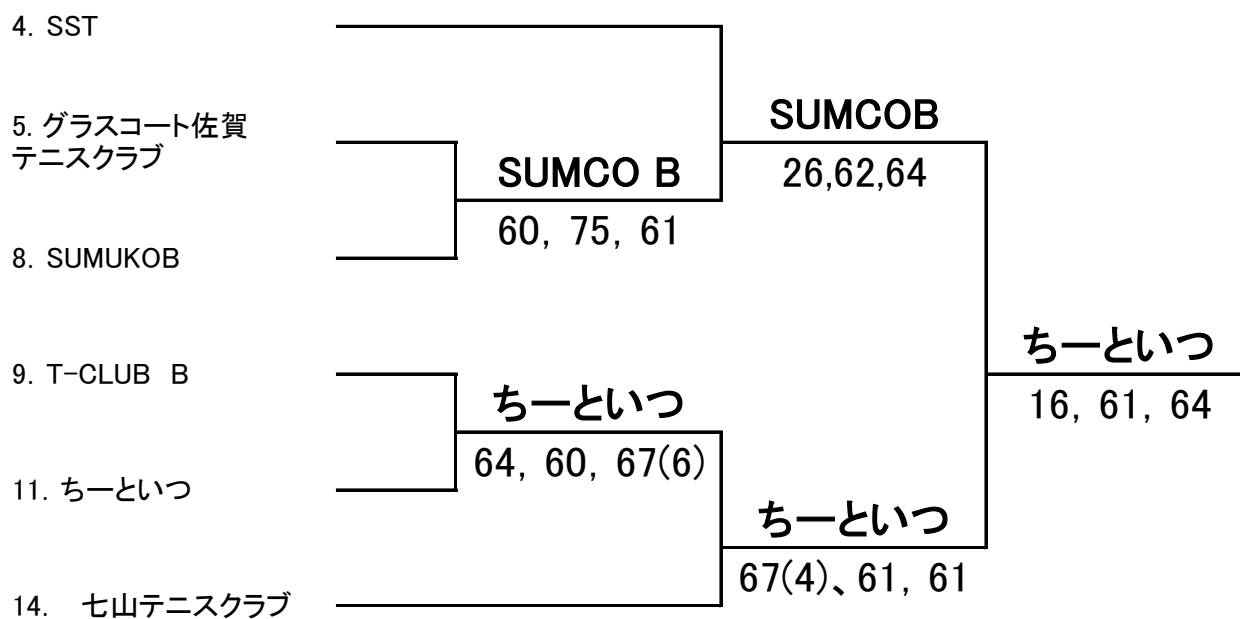 4. SST
5. グラスコート佐賀
テニスクラブ
8. SUMUKOB
9. T-CLUB B
11. ちーといつ
14. 七山テニスクラブ
SUMCO B
60, 75, 61
ちーといつ
64, 60, 67(6)
SUMCOB
26,62,64
ちーといつ
67(4)、61, 61
ちーといつ
16, 61, 64